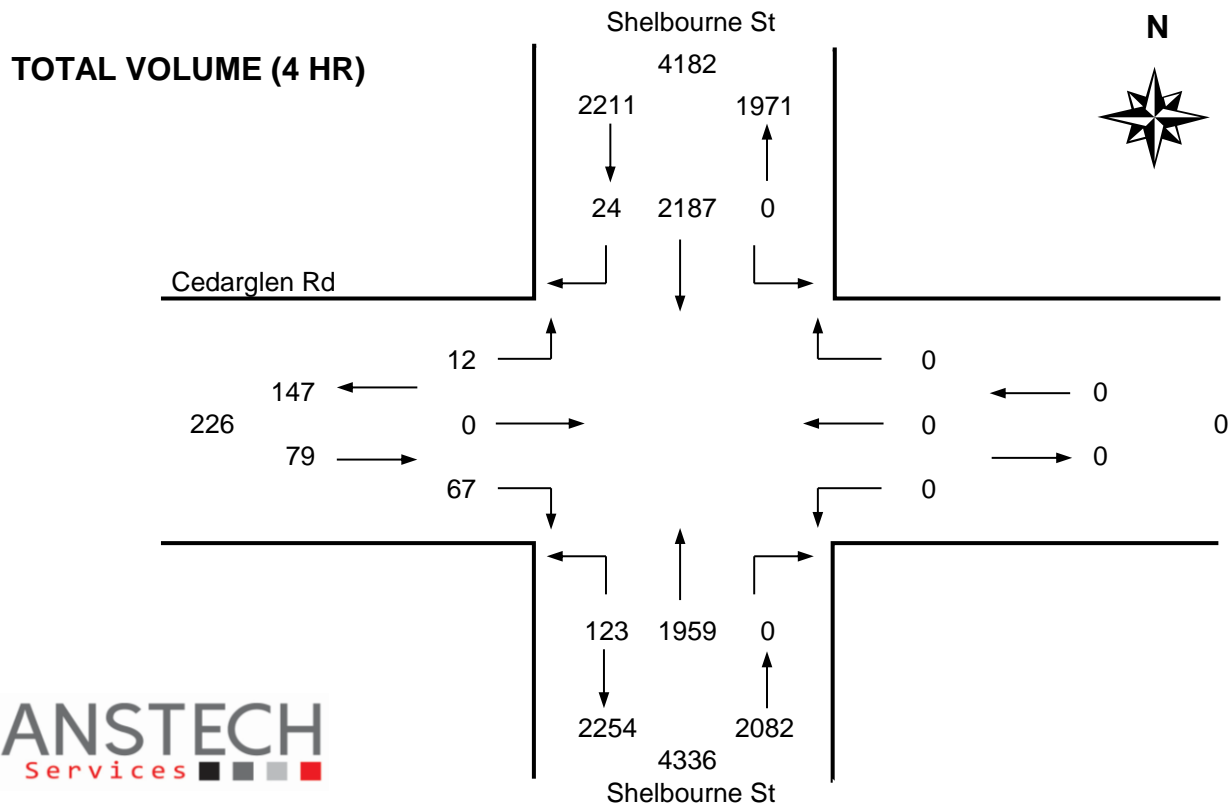 Shelbourne St
N
TOTAL VOLUME (4 HR)
4182
2211 1971
24 2187 0
Cedarglen Rd
12 0
147 0
226 0 0 0
79 0
67 0
123 1959 0
2254 2082
4336
Shelbourne St
ANSTECH
Services